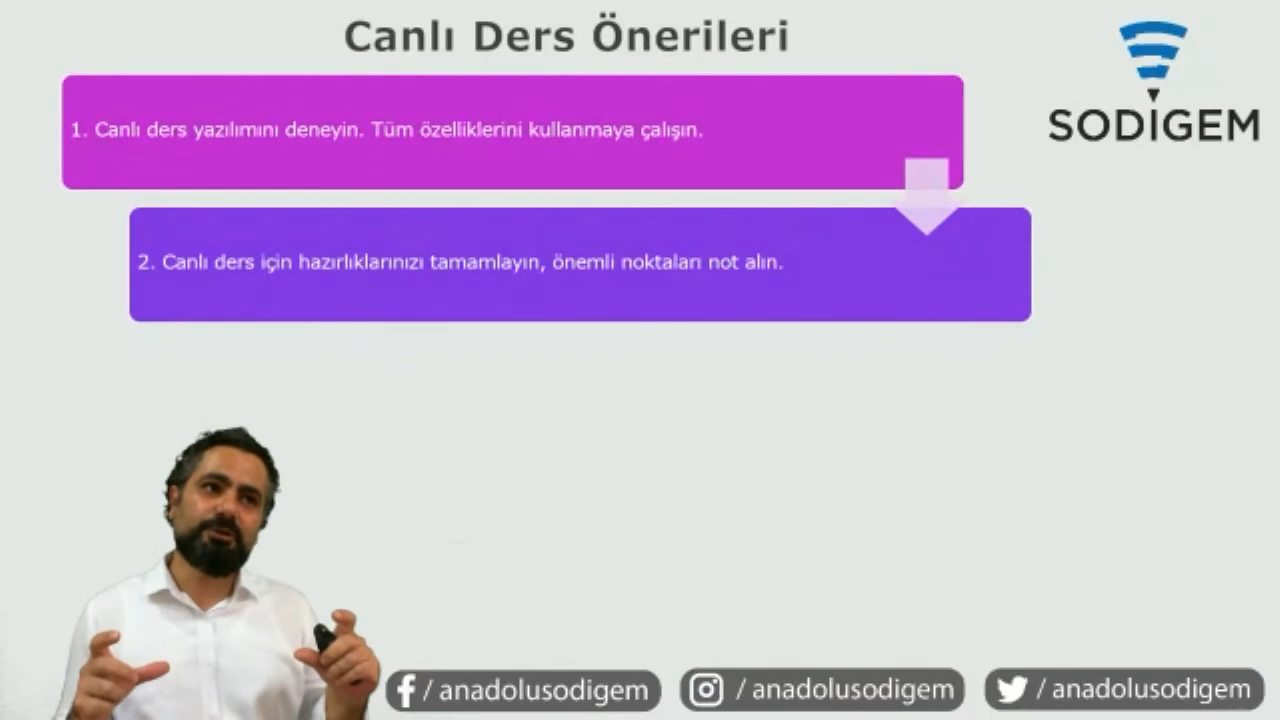 Canlı Ders Önerileri
SODİGEM
1. Canlı ders yazılımını deneyin. Tüm özelliklerini kullanmaya çalışın.
2. Canlı ders için hazırlıklarınızı tamamlayın, önemli noktaları not alın.
f / anadolusodigem
/ anadolusodigem
/ anadolusodigem